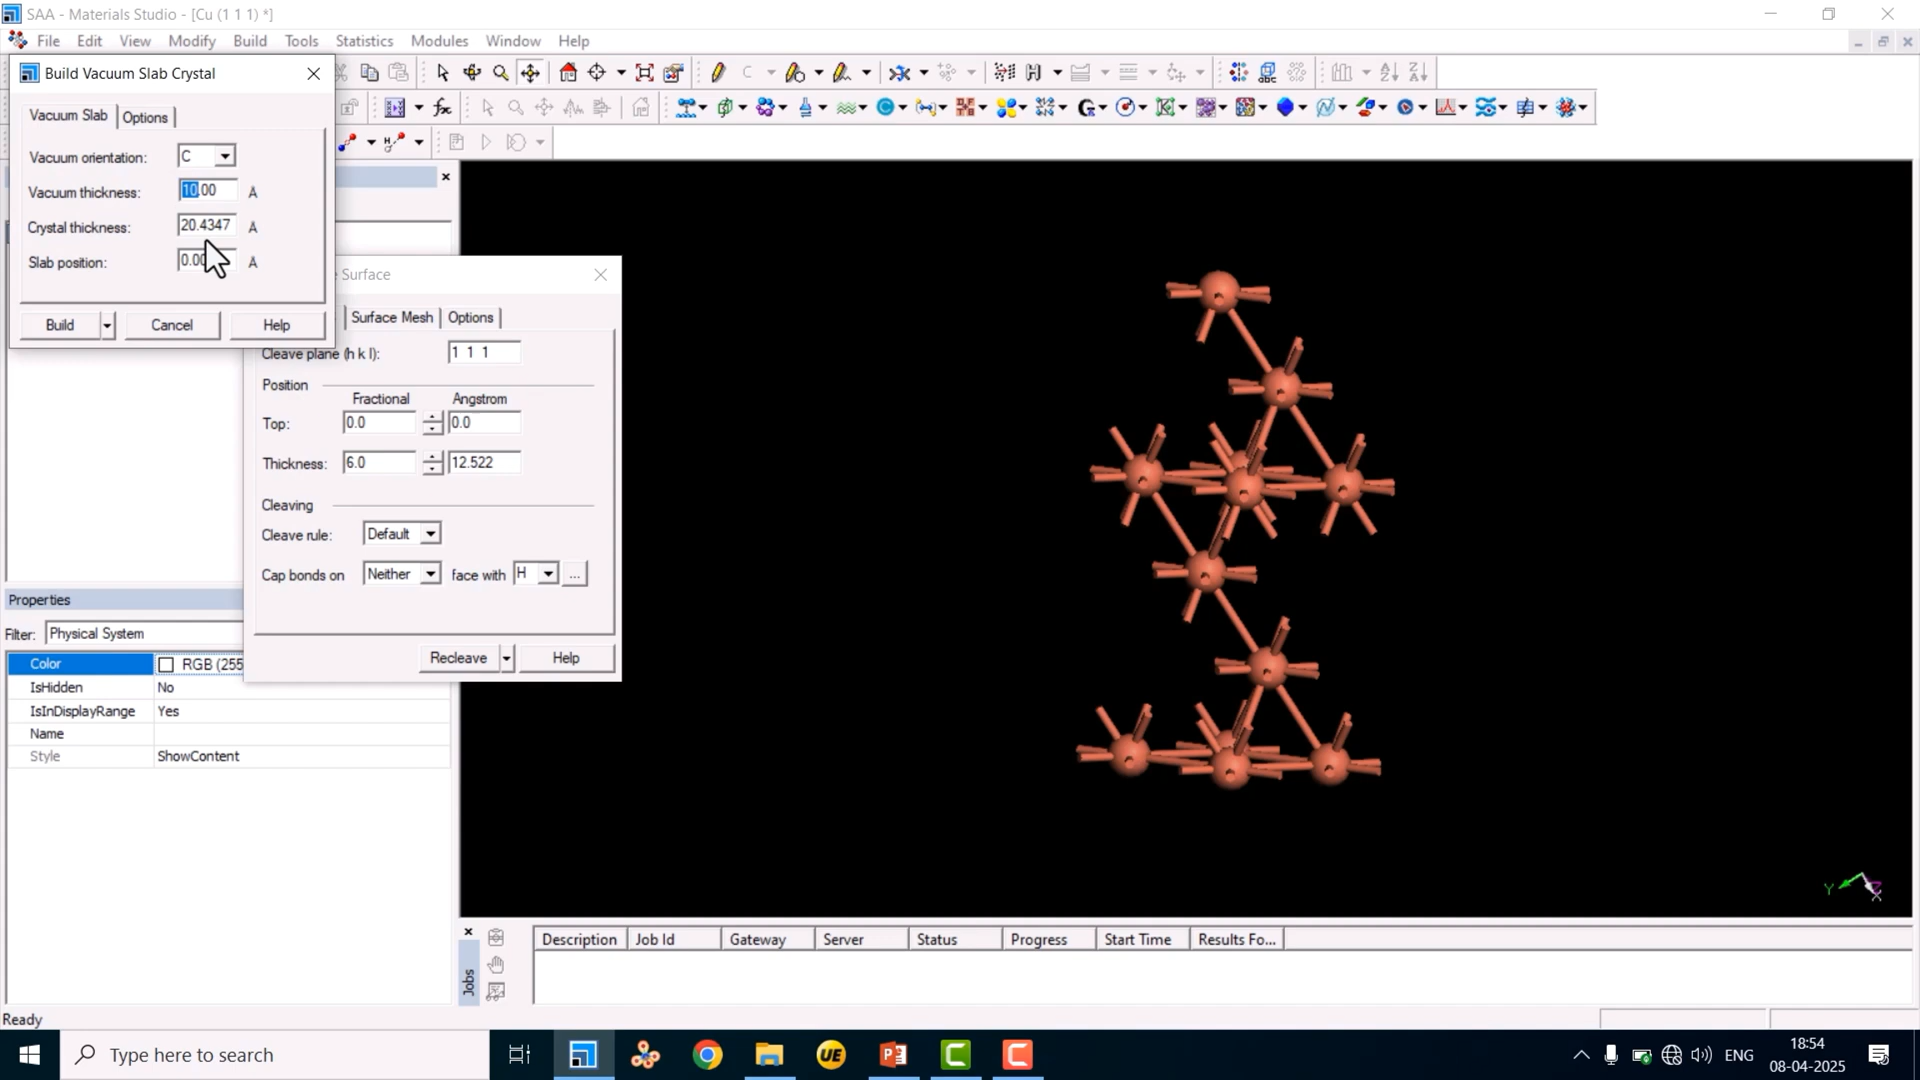 SAA - Materials Studio - [Cu (1 1 1) *]
File Edit View Modify Build Tools Statistics Modules Window Help
Build Vacuum Slab Crystal
Vacuum Slab Options
Vacuum orientation: C
Vacuum thickness: 10.00 Å
Crystal thickness: 20.4347 Å
Slab position: Å
Build Cancel Help
Surface
Surface Mesh Options
Cleave plane (h k l): 1 1 1
Position
Fractional Angstrom
Top: 0.0 0.0
Thickness: 6.0 12.522
Cleaving
Cleave rule: Default
Cap bonds on Neither face with H ...
Recleave Help
Properties
Filter: Physical System
Color RGB (255
IsHidden No
IsInDisplayRange Yes
Name
Style ShowContent
Y X
Jobs
Description Job Id Gateway Server Status Progress Start Time Results Fo...
Ready
Type here to search
UE
ENG
18:54
08-04-2025